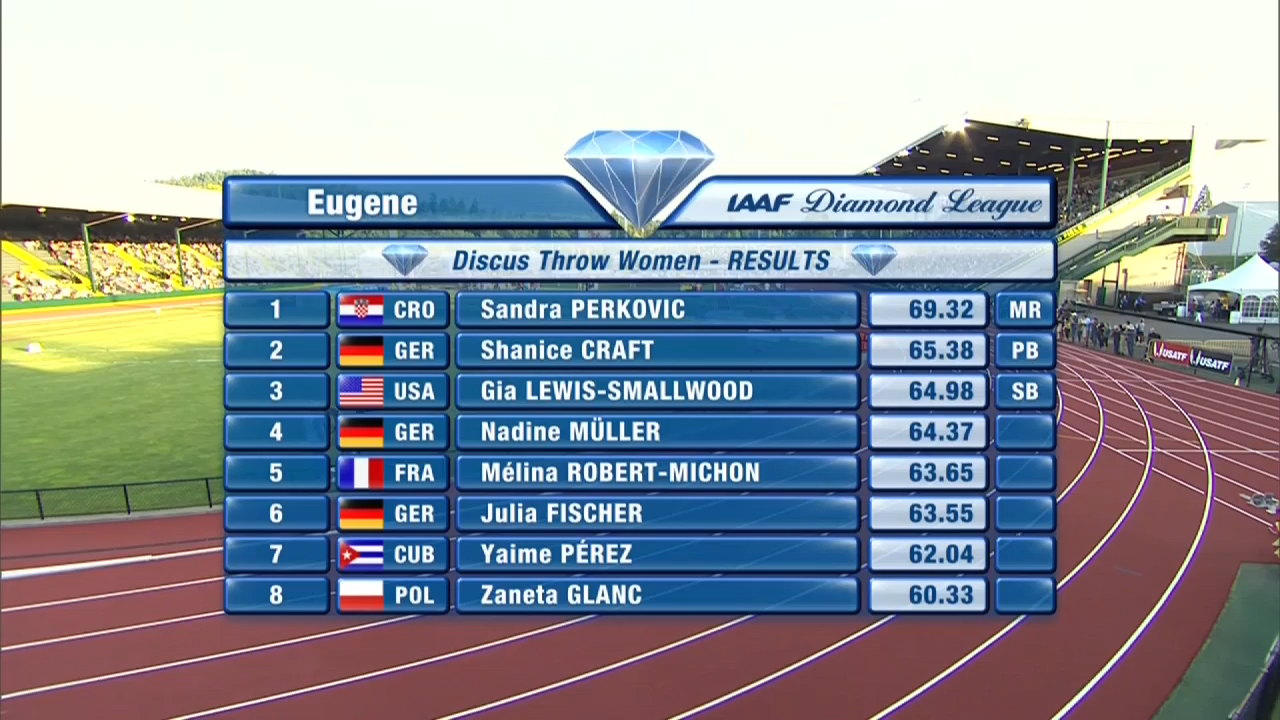 Eugene IAAF Diamond League
Discus Throw Women - RESULTS
1 CRO Sandra PERKOVIC 69.32 MR
2 GER Shanice CRAFT 65.38 PB
3 USA Gia LEWIS-SMALLWOOD 64.98 SB
4 GER Nadine MÜLLER 64.37
5 FRA Mélina ROBERT-MICHON 63.65
6 GER Julia FISCHER 63.55
7 CUB Yaime PÉREZ 62.04
8 POL Zaneta GLANC 60.33
USATF USATF